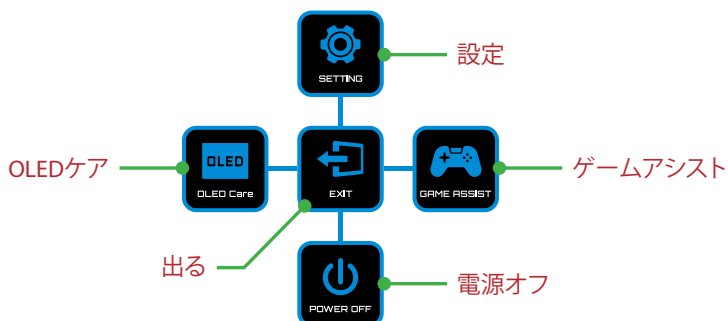 SETTING
設定
OLEDケア
OLED
OLED Care
EXIT
GAME ASSIST
ゲームアシスト
出る
POWER OFF
電源オフ